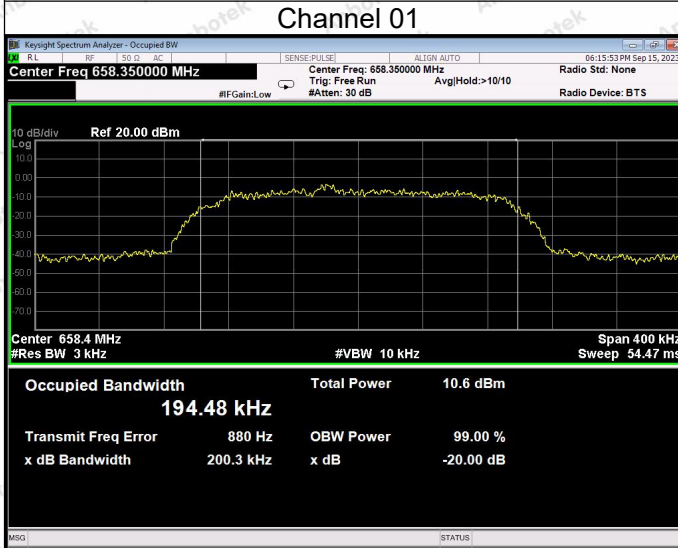 Channel 01
Keysight Spectrum Analyzer - Occupied BW
RL RF 50 Ω AC SENSE:PULSE ALIGN AUTO 06:15:53 PM Sep 15, 2023
Center Freq 658.350000 MHz Center Freq: 658.350000 MHz Radio Std: None
Trig: Free Run Avg|Hold:>10/10
#IFGain:Low #Atten: 30 dB Radio Device: BTS
10 dB/div Ref 20.00 dBm
Log
10.0
0.00
-10.0
-20.0
-30.0
-40.0
-50.0
-60.0
-70.0
Center 658.4 MHz Span 400 kHz
#Res BW 3 kHz #VBW 10 kHz Sweep 54.47 ms
Occupied Bandwidth Total Power 10.6 dBm
194.48 kHz
Transmit Freq Error 880 Hz OBW Power 99.00 %
x dB Bandwidth 200.3 kHz x dB -20.00 dB
MSG STATUS